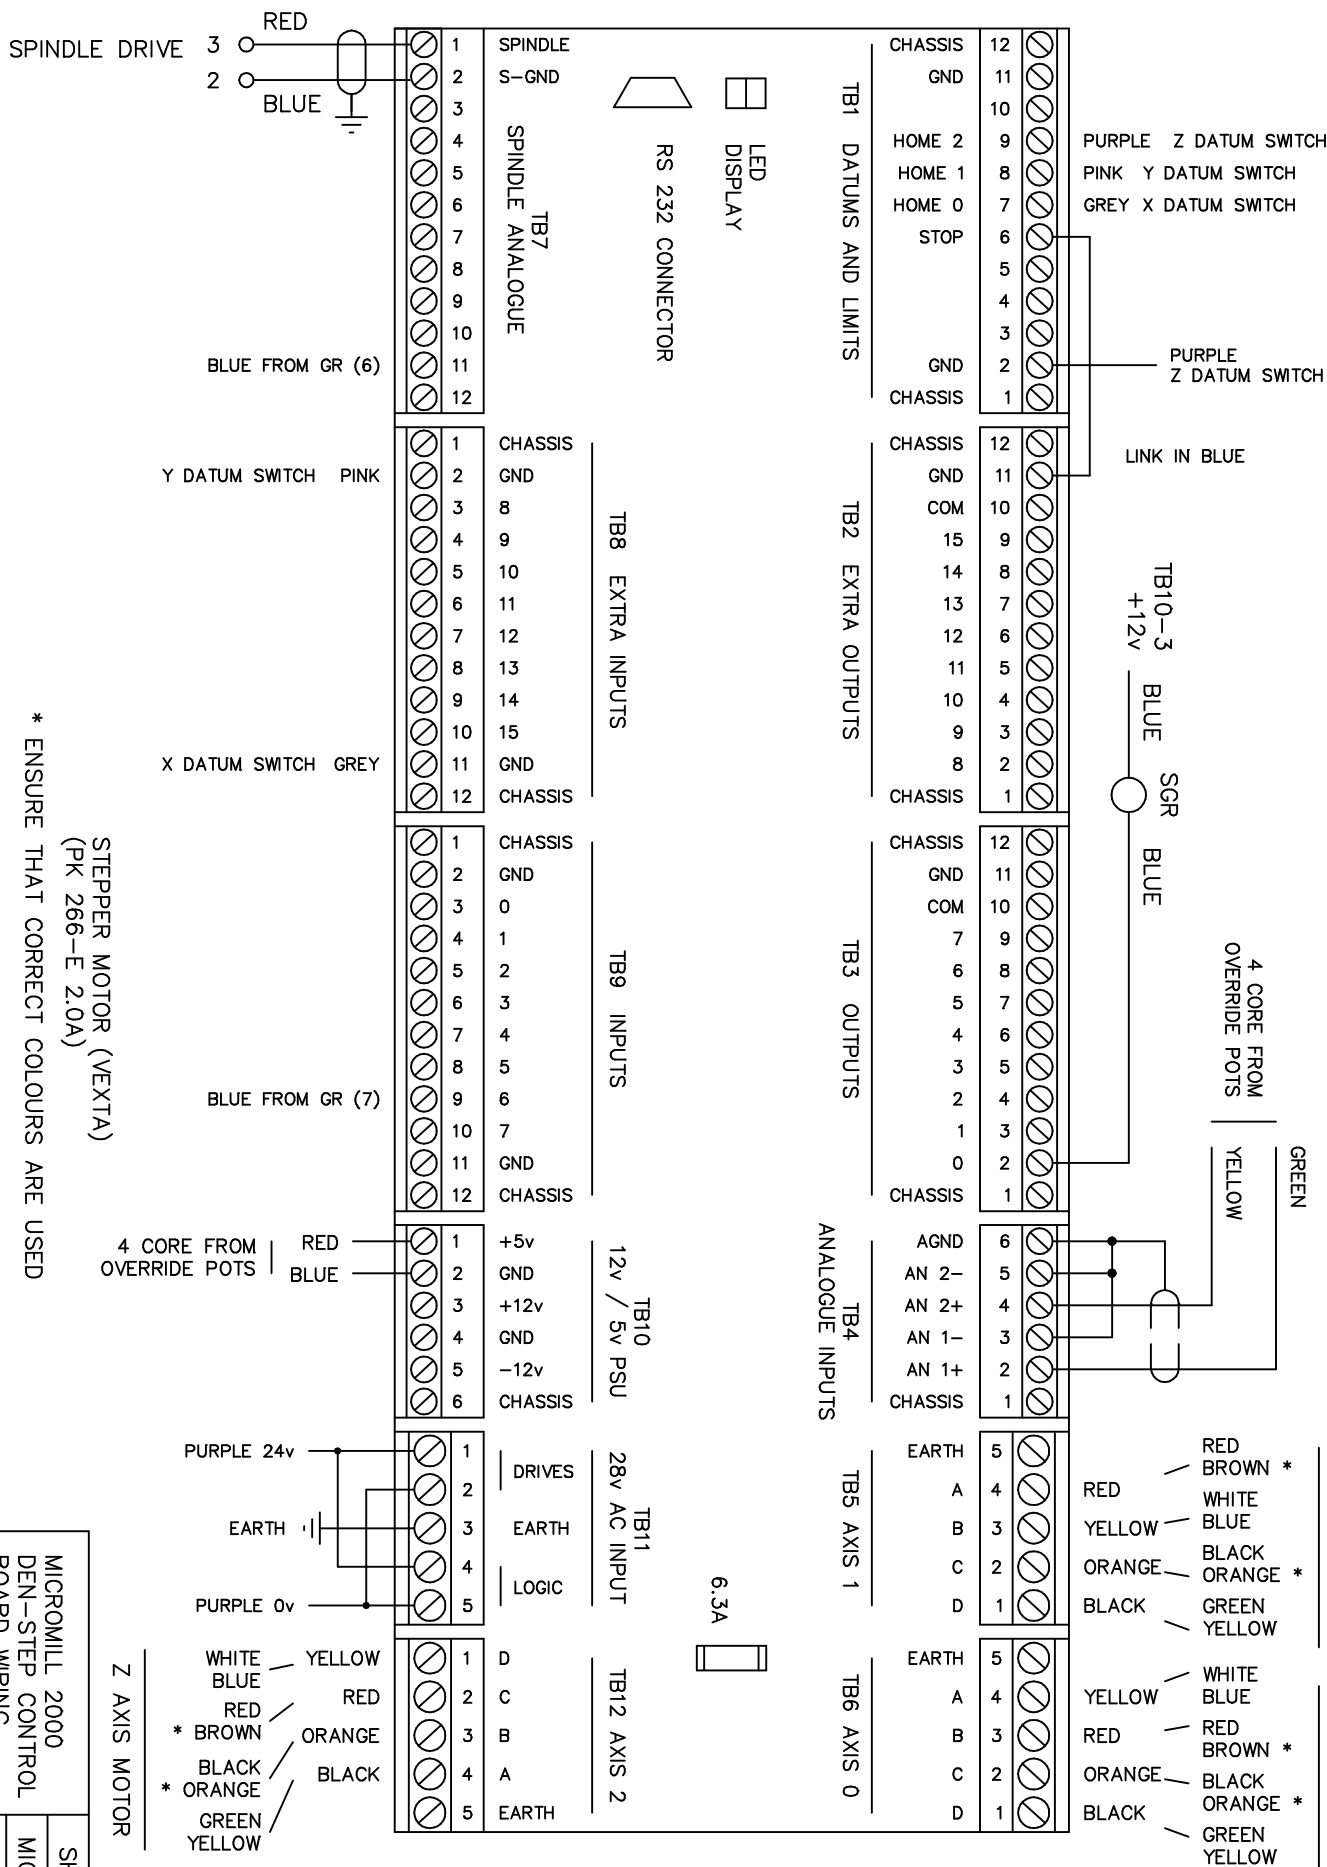 RED
SPINDLE DRIVE 3
2
BLUE
1 SPINDLE
2 S-GND
3
4
5
6
7
8
9
10
BLUE FROM GR (6) 11
12
TB7
SPINDLE ANALOGUE
RS 232 CONNECTOR
LED
DISPLAY
TB1 DATUMS AND LIMITS
CHASSIS 12
GND 11
10
HOME 2 9 PURPLE Z DATUM SWITCH
HOME 1 8 PINK Y DATUM SWITCH
HOME 0 7 GREY X DATUM SWITCH
STOP 6
5
4
3
GND 2 PURPLE
Z DATUM SWITCH
CHASSIS 1
LINK IN BLUE
1 CHASSIS
Y DATUM SWITCH PINK 2 GND
3 8
4 9
5 10
6 11
7 12
8 13
9 14
10 15
X DATUM SWITCH GREY 11 GND
12 CHASSIS
TB8 EXTRA INPUTS
TB2 EXTRA OUTPUTS
CHASSIS 12
GND 11
COM 10
15 9
14 8
13 7
12 6
11 5
10 4
9 3
8 2
CHASSIS 1
TB10-3
+12v
BLUE
SGR
BLUE
1 CHASSIS
2 GND
3 0
4 1
5 2
6 3
7 4
8 5
BLUE FROM GR (7) 9 6
10 7
11 GND
12 CHASSIS
TB9 INPUTS
TB3 OUTPUTS
CHASSIS 12
GND 11
COM 10
7 9
6 8
5 7
4 6
3 5
2 4
1 3
0 2
CHASSIS 1
4 CORE FROM
OVERRIDE POTS
GREEN
YELLOW
4 CORE FROM
OVERRIDE POTS
RED 1 +5v
BLUE 2 GND
3 +12v
4 GND
5 -12v
6 CHASSIS
TB10
12v / 5v PSU
TB4
ANALOGUE INPUTS
AGND 6
AN 2- 5
AN 2+ 4
AN 1- 3
AN 1+ 2
CHASSIS 1
PURPLE 24v 1
2
DRIVES
EARTH 3 EARTH
4
LOGIC
PURPLE 0v 5
TB11
28v AC INPUT
TB5 AXIS 1
EARTH 5
A 4 RED
B 3 YELLOW
C 2 ORANGE
D 1 BLACK
RED
BROWN *
WHITE
BLUE
BLACK
ORANGE *
GREEN
YELLOW
6.3A
YELLOW 1 D
RED 2 C
ORANGE 3 B
BLACK 4 A
5 EARTH
WHITE
BLUE
RED
* BROWN
BLACK
* ORANGE
GREEN
YELLOW
Z AXIS MOTOR
TB12 AXIS 2
TB6 AXIS 0
EARTH 5
A 4 YELLOW
B 3 RED
C 2 ORANGE
D 1 BLACK
WHITE
BLUE
RED
BROWN *
BLACK
ORANGE *
GREEN
YELLOW
STEPPER MOTOR (VEXTA)
(PK 266-E 2.0A)
* ENSURE THAT CORRECT COLOURS ARE USED
MICROMILL 2000
DEN-STEP CONTROL